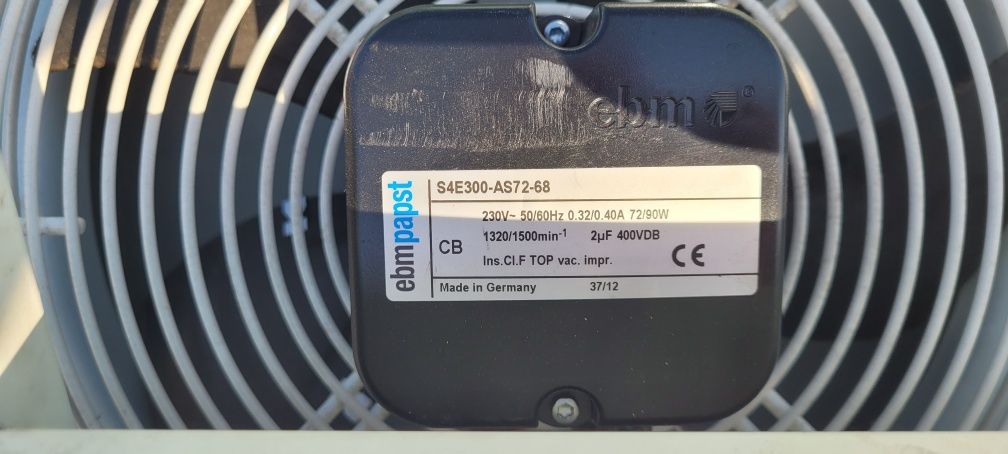 ebm ®
ebmpapst
S4E300-AS72-68
230V~ 50/60Hz 0.32/0.40A 72/90W
1320/1500min-1 2µF 400VDB
CB
Ins.Cl.F TOP vac. impr.
CE
Made in Germany 37/12